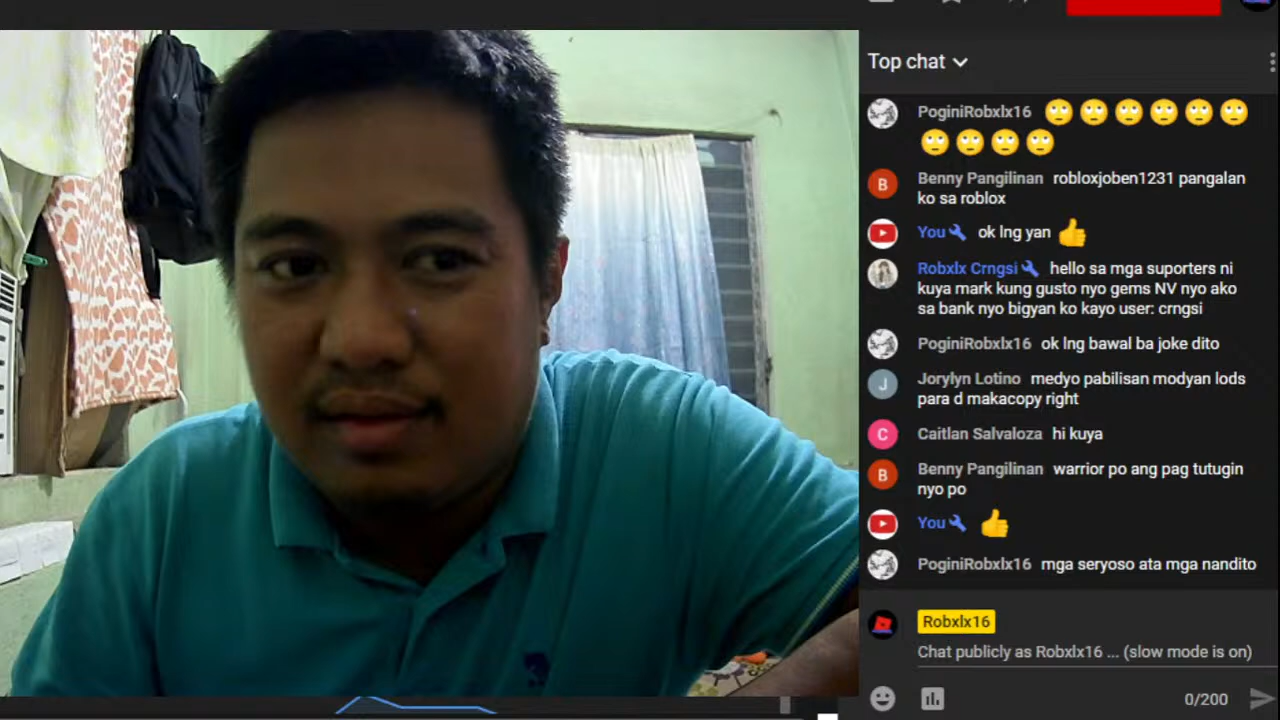 Top chat
PoginiRobxlx16 🙄🙄🙄🙄🙄🙄
🙄🙄🙄🙄
Benny Pangilinan robloxjoben1231 pangalan
ko sa roblox
You ok lng yan 👍
Robxlx Crngsi hello sa mga suporters ni
kuya mark kung gusto nyo gems NV nyo ako
sa bank nyo bigyan ko kayo user: crngsi
PoginiRobxlx16 ok lng bawal ba joke dito
J Jorylyn Lotino medyo pabilisan modyan lods
para d makacopy right
C Caitlan Salvaloza hi kuya
B Benny Pangilinan warrior po ang pag tutugin
nyo po
You 👍
PoginiRobxlx16 mga seryoso ata mga nandito
Robxlx16
Chat publicly as Robxlx16 ... (slow mode is on)
0/200